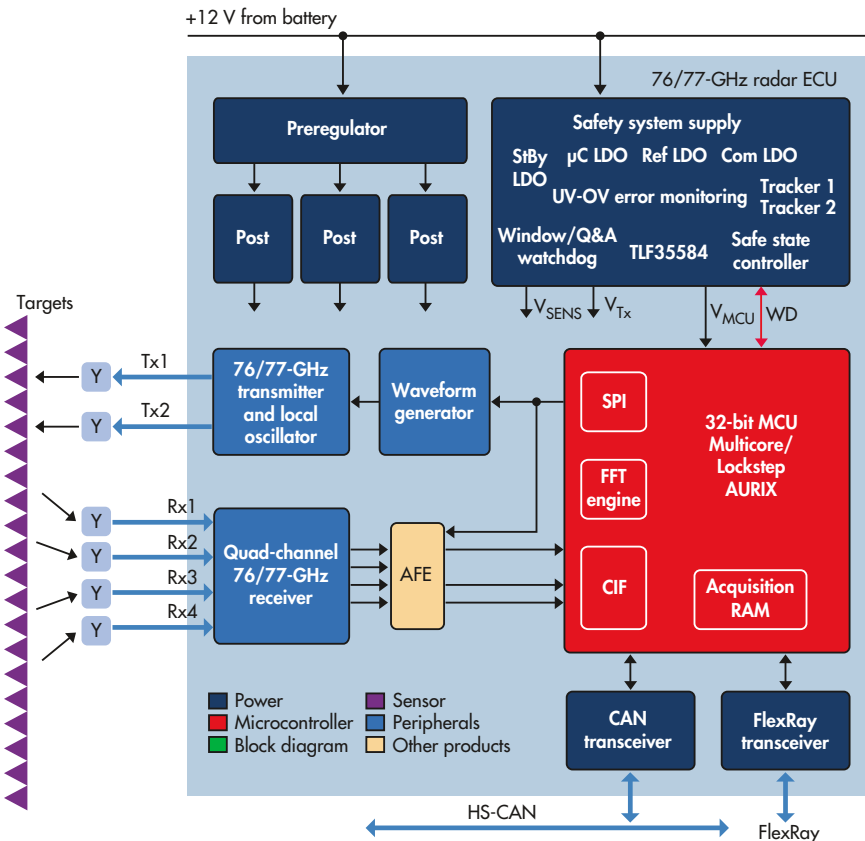 +12 V from battery
76/77-GHz radar ECU
Preregulator
Post
Post
Post
Safety system supply
StBy
LDO
µC LDO
Ref LDO
Com LDO
UV-OV error monitoring
Tracker 1
Tracker 2
Window/Q&A
watchdog
TLF35584
Safe state
controller
VSENS
VTx
VMCU
WD
Targets
Y
Tx1
Y
Tx2
76/77-GHz
transmitter
and local
oscillator
Waveform
generator
SPI
FFT
engine
CIF
32-bit MCU
Multicore/
Lockstep
AURIX
Acquisition
RAM
Y
Rx1
Y
Rx2
Y
Rx3
Y
Rx4
Quad-channel
76/77-GHz
receiver
AFE
Power
Microcontroller
Block diagram
Sensor
Peripherals
Other products
CAN
transceiver
FlexRay
transceiver
HS-CAN
FlexRay